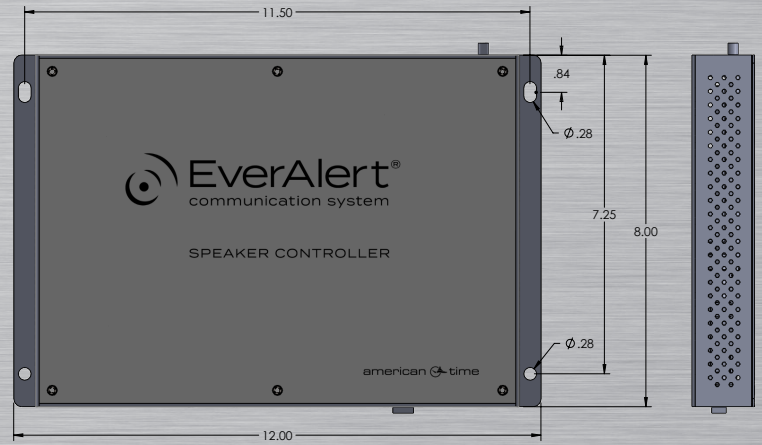 11.50
.84
Ø.28
EverAlert®
communication system
7.25
8.00
SPEAKER CONTROLLER
Ø.28
american time
12.00